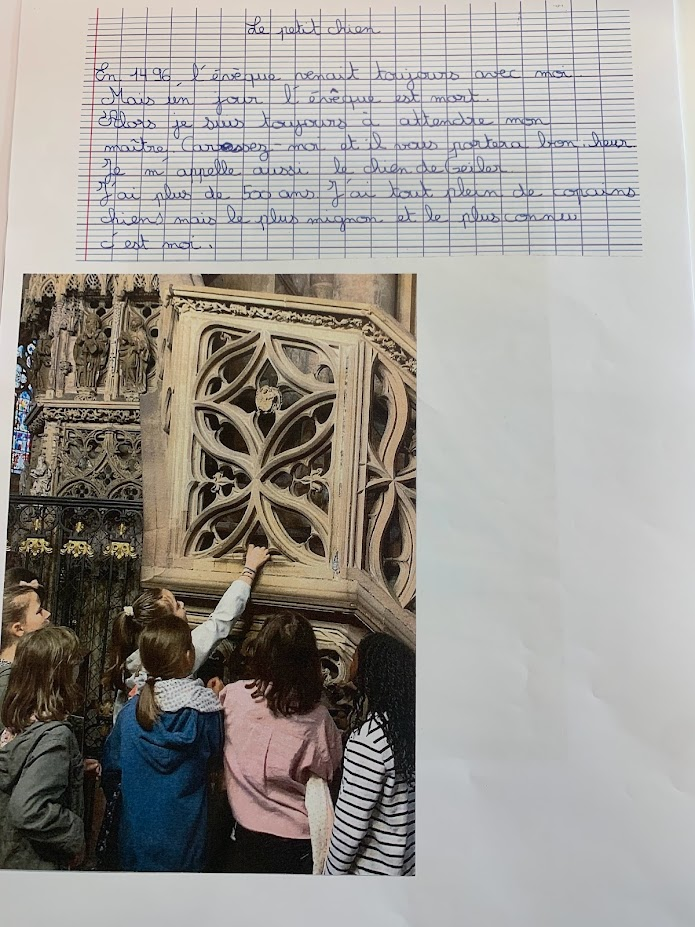 Le petit chien
En 1496, l'évêque venait toujours avec moi.
Mais un jour l'évêque est mort.
Alors je suis toujours à attendre mon
maître. Caressez-moi et il vous portera bon-heur
Je m'appelle aussi le chien de Geiler.
J'ai plus de 500 ans. J'ai tout plein de copains
chiens mais le plus mignon et le plus connu
c'est moi.